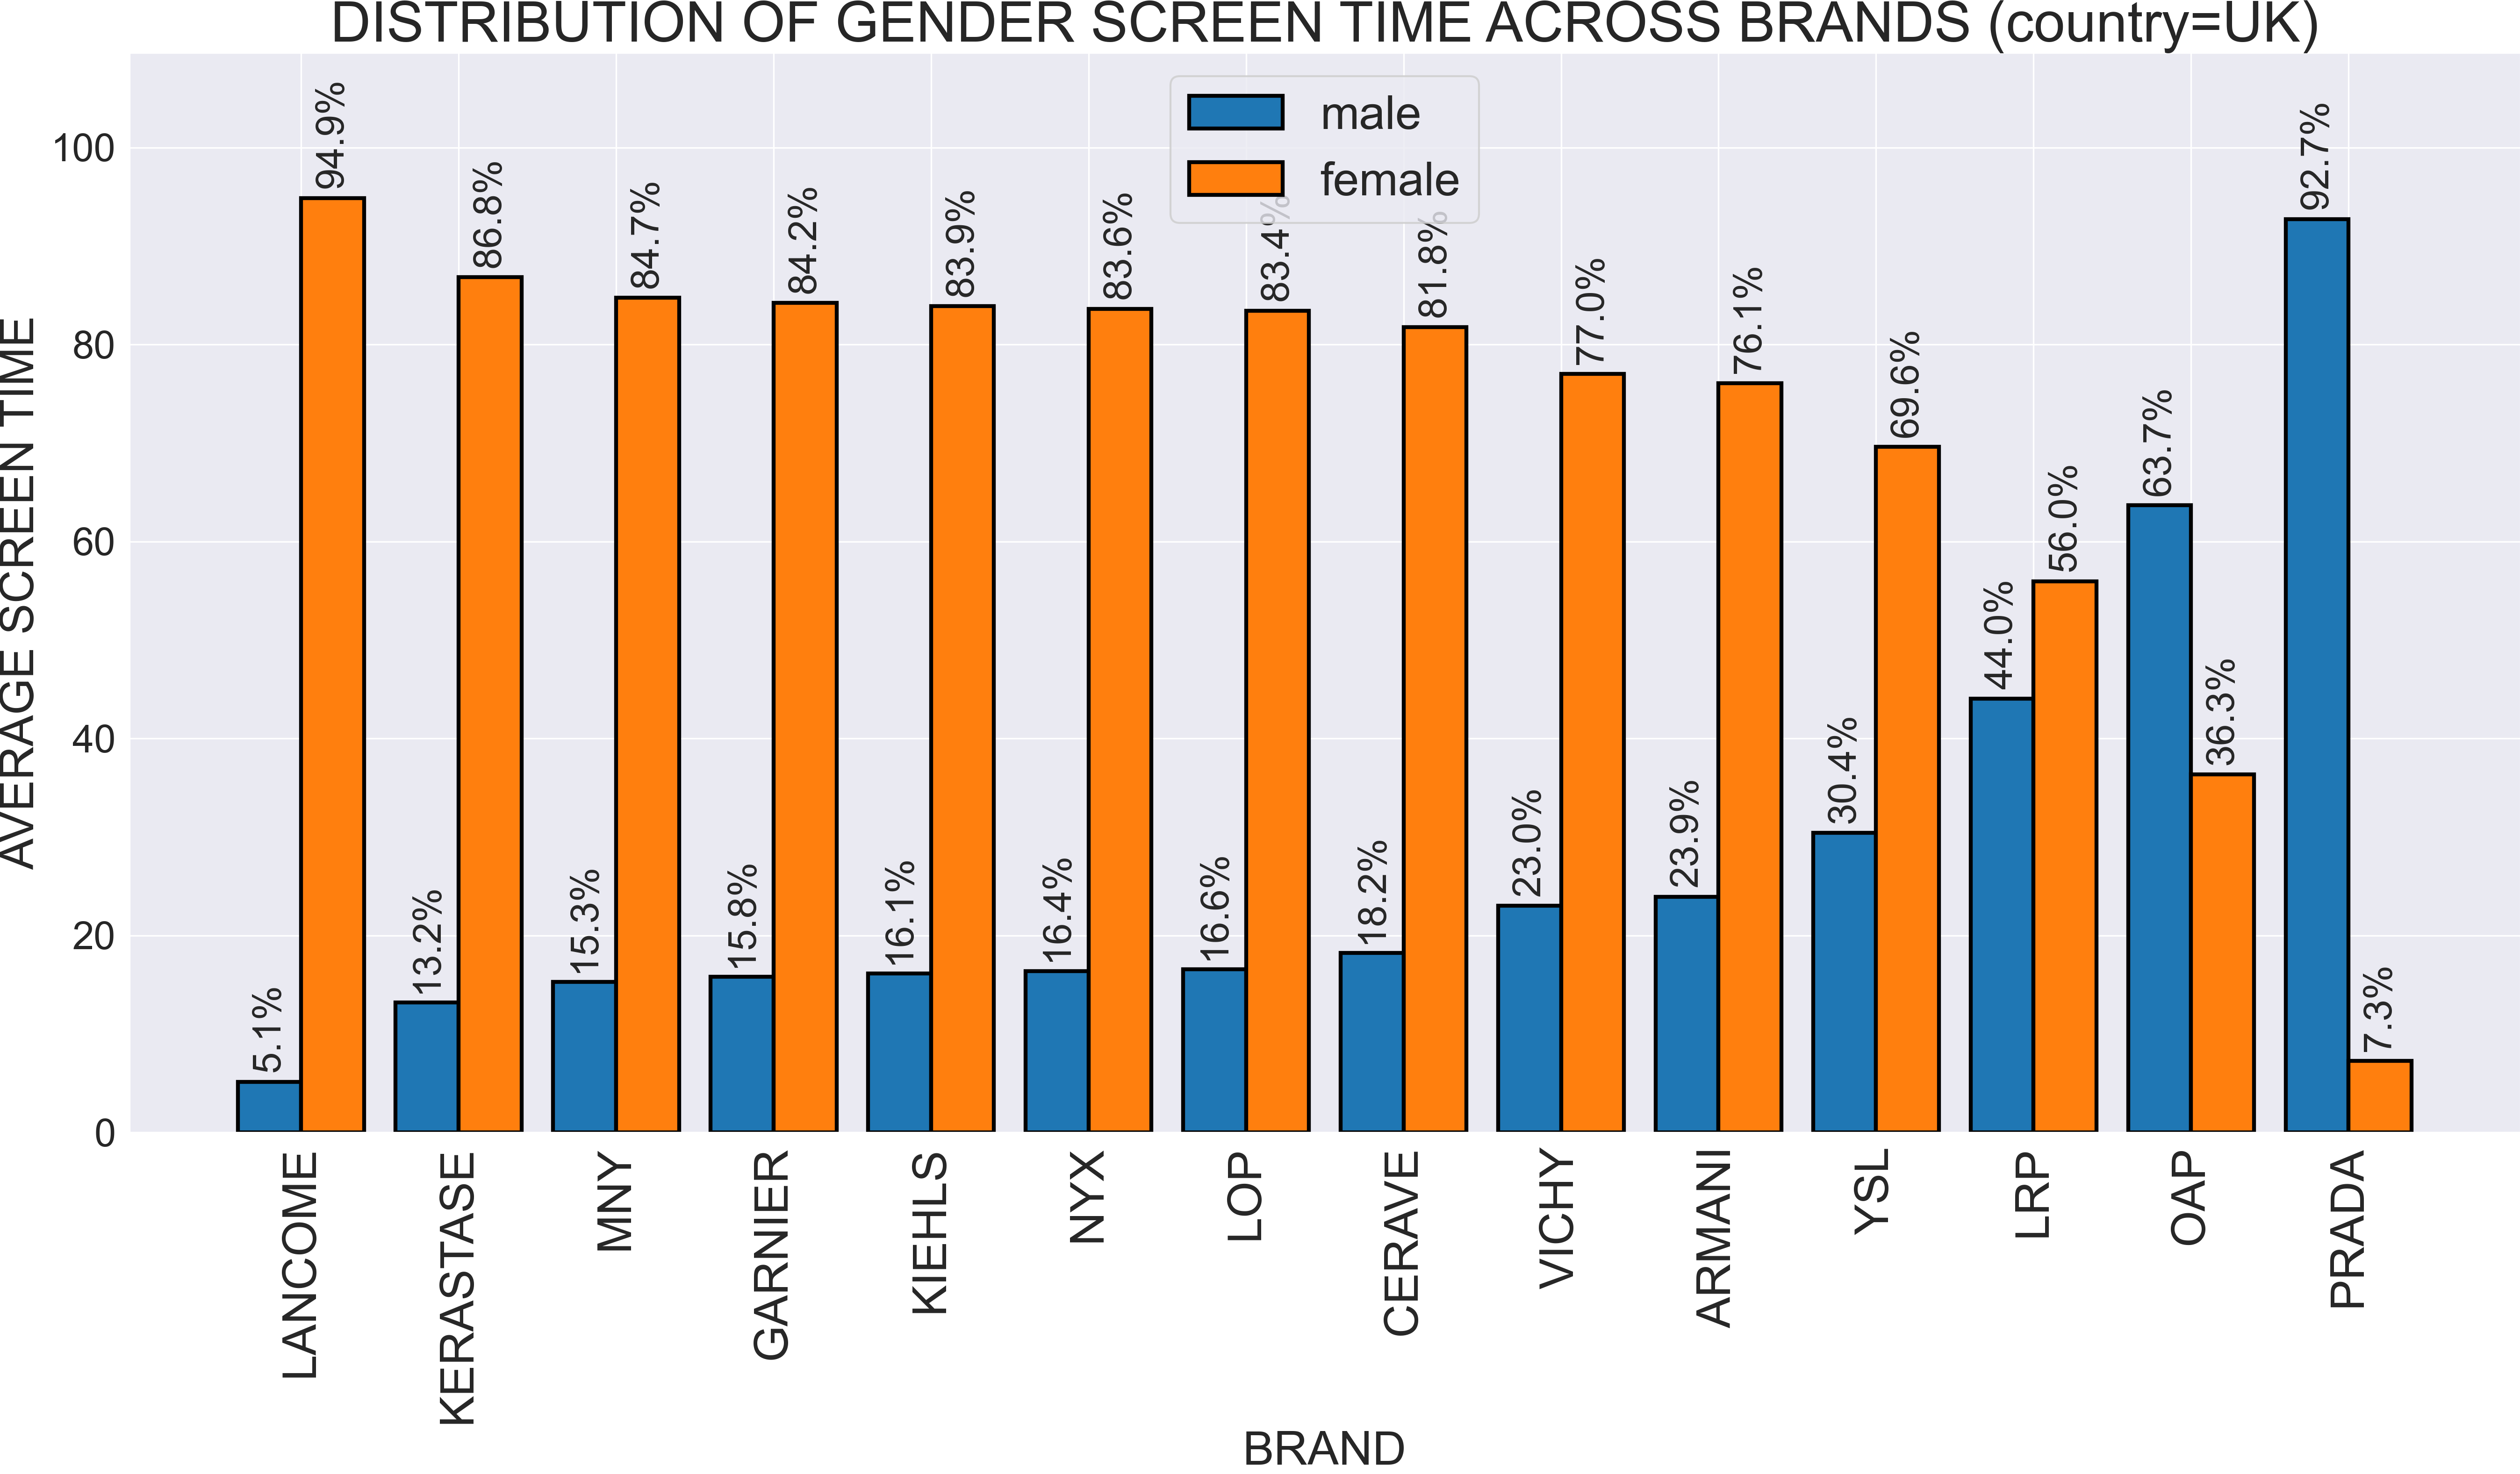 DISTRIBUTION OF GENDER SCREEN TIME ACROSS BRANDS (country=UK)
male
female
AVERAGE SCREEN TIME
100
80
60
40
20
0
5.1%
94.9%
13.2%
86.8%
15.3%
84.7%
15.8%
84.2%
16.1%
83.9%
16.4%
83.6%
16.6%
83.4%
18.2%
81.8%
23.0%
77.0%
23.9%
76.1%
30.4%
69.6%
44.0%
56.0%
63.7%
36.3%
92.7%
7.3%
LANCOME
KERASTASE
MNY
GARNIER
KIEHLS
NYX
LOP
CERAVE
VICHY
ARMANI
YSL
LRP
OAP
PRADA
BRAND